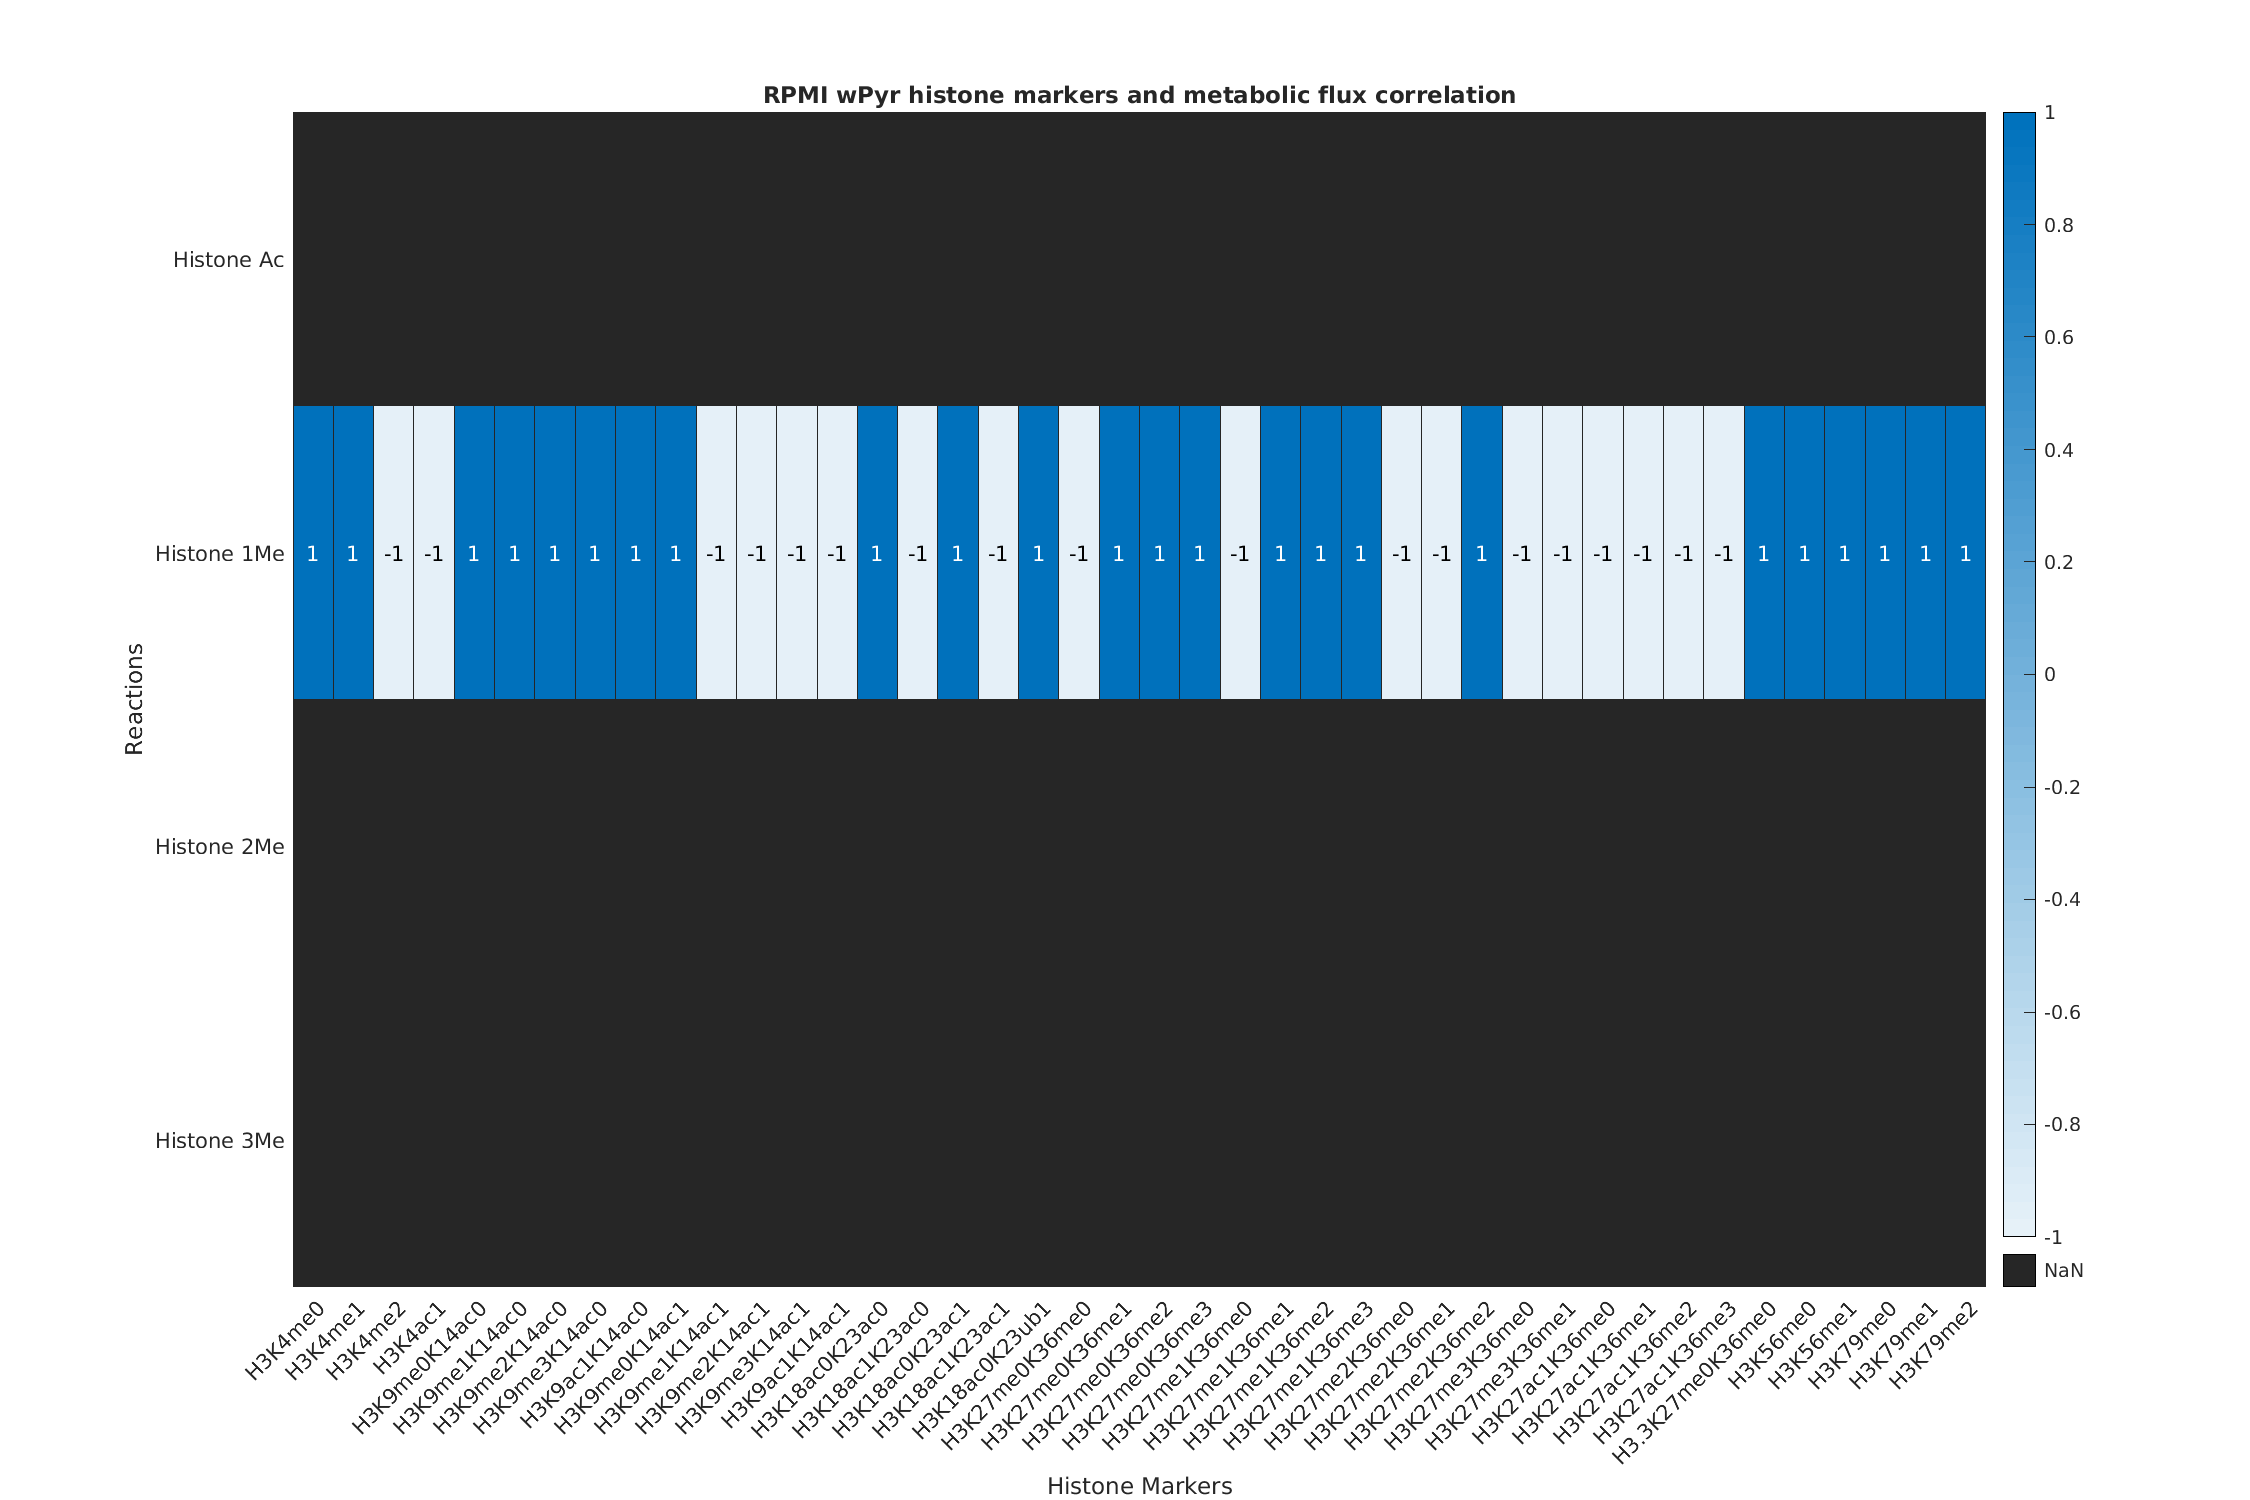 RPMI wPyr histone markers and metabolic flux correlation
Reactions
Histone Ac
Histone 1Me
1 1 -1 -1 1 1 1 1 1 1 -1 -1 -1 -1 1 -1 1 -1 1 -1 1 1 1 -1 1 1 1 -1 -1 1 -1 -1 -1 -1 -1 -1 1 1 1 1 1 1
Histone 2Me
Histone 3Me
1
0.8
0.6
0.4
0.2
0
-0.2
-0.4
-0.6
-0.8
-1
NaN
H3K4me0
H3K4me1
H3K4me2
H3K4ac1
H3K9me0K14ac0
H3K9me1K14ac0
H3K9me2K14ac0
H3K9me3K14ac0
H3K9ac1K14ac0
H3K9me0K14ac1
H3K9me1K14ac1
H3K9me2K14ac1
H3K9me3K14ac1
H3K9ac1K14ac1
H3K18ac0K23ac0
H3K18ac1K23ac0
H3K18ac0K23ac1
H3K18ac1K23ac1
H3K18ac0K23ub1
H3K27me0K36me0
H3K27me0K36me1
H3K27me0K36me2
H3K27me0K36me3
H3K27me1K36me0
H3K27me1K36me1
H3K27me1K36me2
H3K27me1K36me3
H3K27me2K36me0
H3K27me2K36me1
H3K27me2K36me2
H3K27me3K36me0
H3K27me3K36me1
H3K27ac1K36me0
H3K27ac1K36me1
H3K27ac1K36me2
H3K27ac1K36me3
H3.3K27me0K36me0
H3K56me0
H3K56me1
H3K79me0
H3K79me1
H3K79me2
Histone Markers